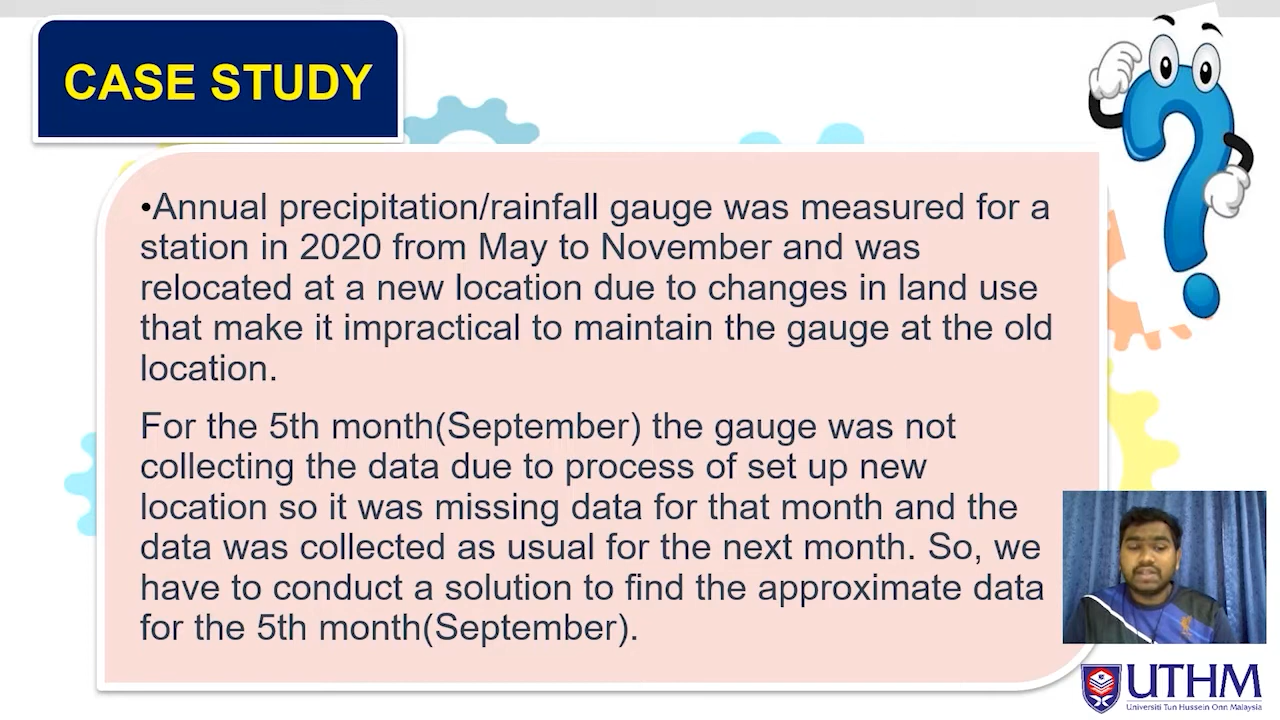 CASE STUDY
•Annual precipitation/rainfall gauge was measured for a
station in 2020 from May to November and was
relocated at a new location due to changes in land use
that make it impractical to maintain the gauge at the old
location.
For the 5th month(September) the gauge was not
collecting the data due to process of set up new
location so it was missing data for that month and the
data was collected as usual for the next month. So, we
have to conduct a solution to find the approximate data
for the 5th month(September).
UTHM
Universiti Tun Hussein Onn Malaysia